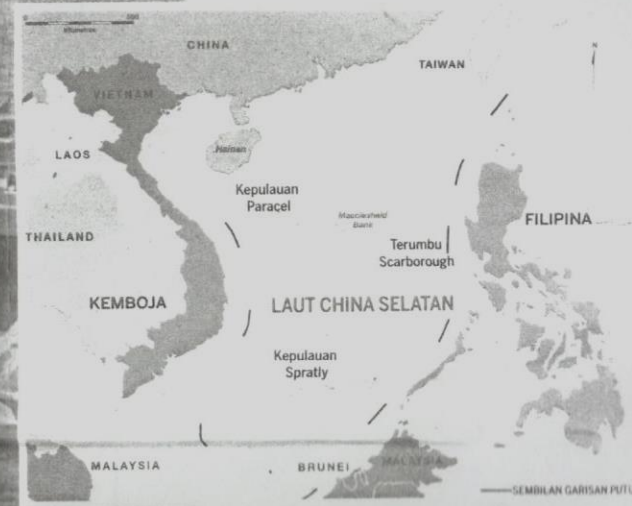 CHINA
TAIWAN
VIETNAM
Hainan
LAOS
Kepulauan
Paracel
Macclesfield
Bank
FILIPINA
THAILAND
Terumbu
Scarborough
KEMBOJA
LAUT CHINA SELATAN
Kepulauan
Spratly
MALAYSIA
BRUNEI
MALAYSIA
SEMBILAN GARISAN PUTU